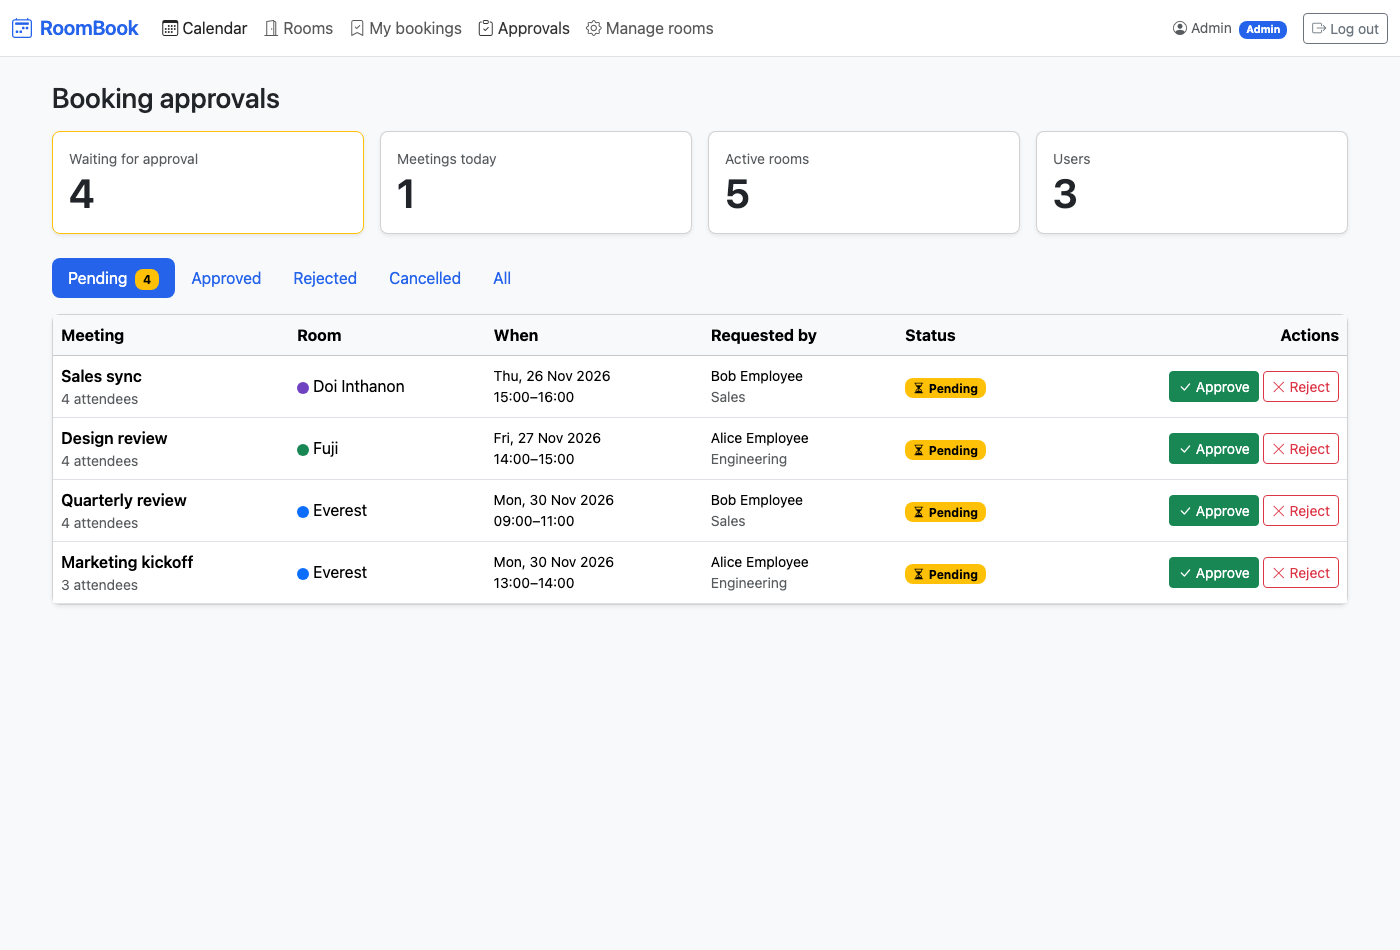 RoomBook Calendar Rooms My bookings Approvals Manage rooms Admin Admin Log out
Booking approvals
Waiting for approval
4
Meetings today
1
Active rooms
5
Users
3
Pending 4 Approved Rejected Cancelled All
Meeting Room When Requested by Status Actions
Sales sync
4 attendees
Doi Inthanon
Thu, 26 Nov 2026
15:00–16:00
Bob Employee
Sales
Pending
Approve Reject
Design review
4 attendees
Fuji
Fri, 27 Nov 2026
14:00–15:00
Alice Employee
Engineering
Pending
Approve Reject
Quarterly review
4 attendees
Everest
Mon, 30 Nov 2026
09:00–11:00
Bob Employee
Sales
Pending
Approve Reject
Marketing kickoff
3 attendees
Everest
Mon, 30 Nov 2026
13:00–14:00
Alice Employee
Engineering
Pending
Approve Reject